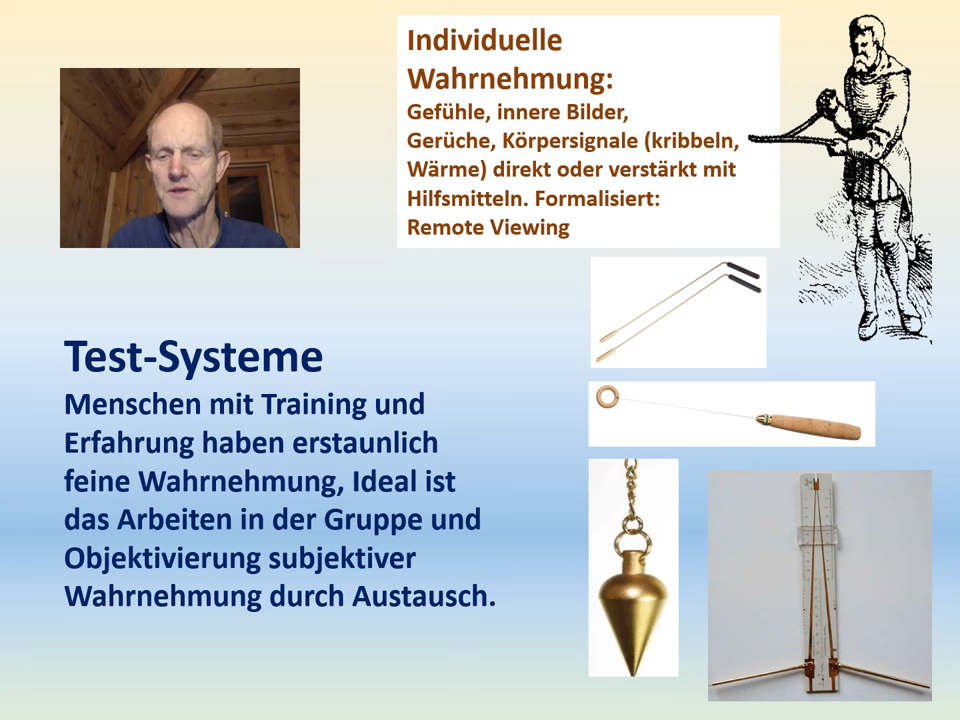 Individuelle
Wahrnehmung:
Gefühle, innere Bilder,
Gerüche, Körpersignale (kribbeln,
Wärme) direkt oder verstärkt mit
Hilfsmitteln. Formalisiert:
Remote Viewing
Test-Systeme
Menschen mit Training und
Erfahrung haben erstaunlich
feine Wahrnehmung, Ideal ist
das Arbeiten in der Gruppe und
Objektivierung subjektiver
Wahrnehmung durch Austausch.